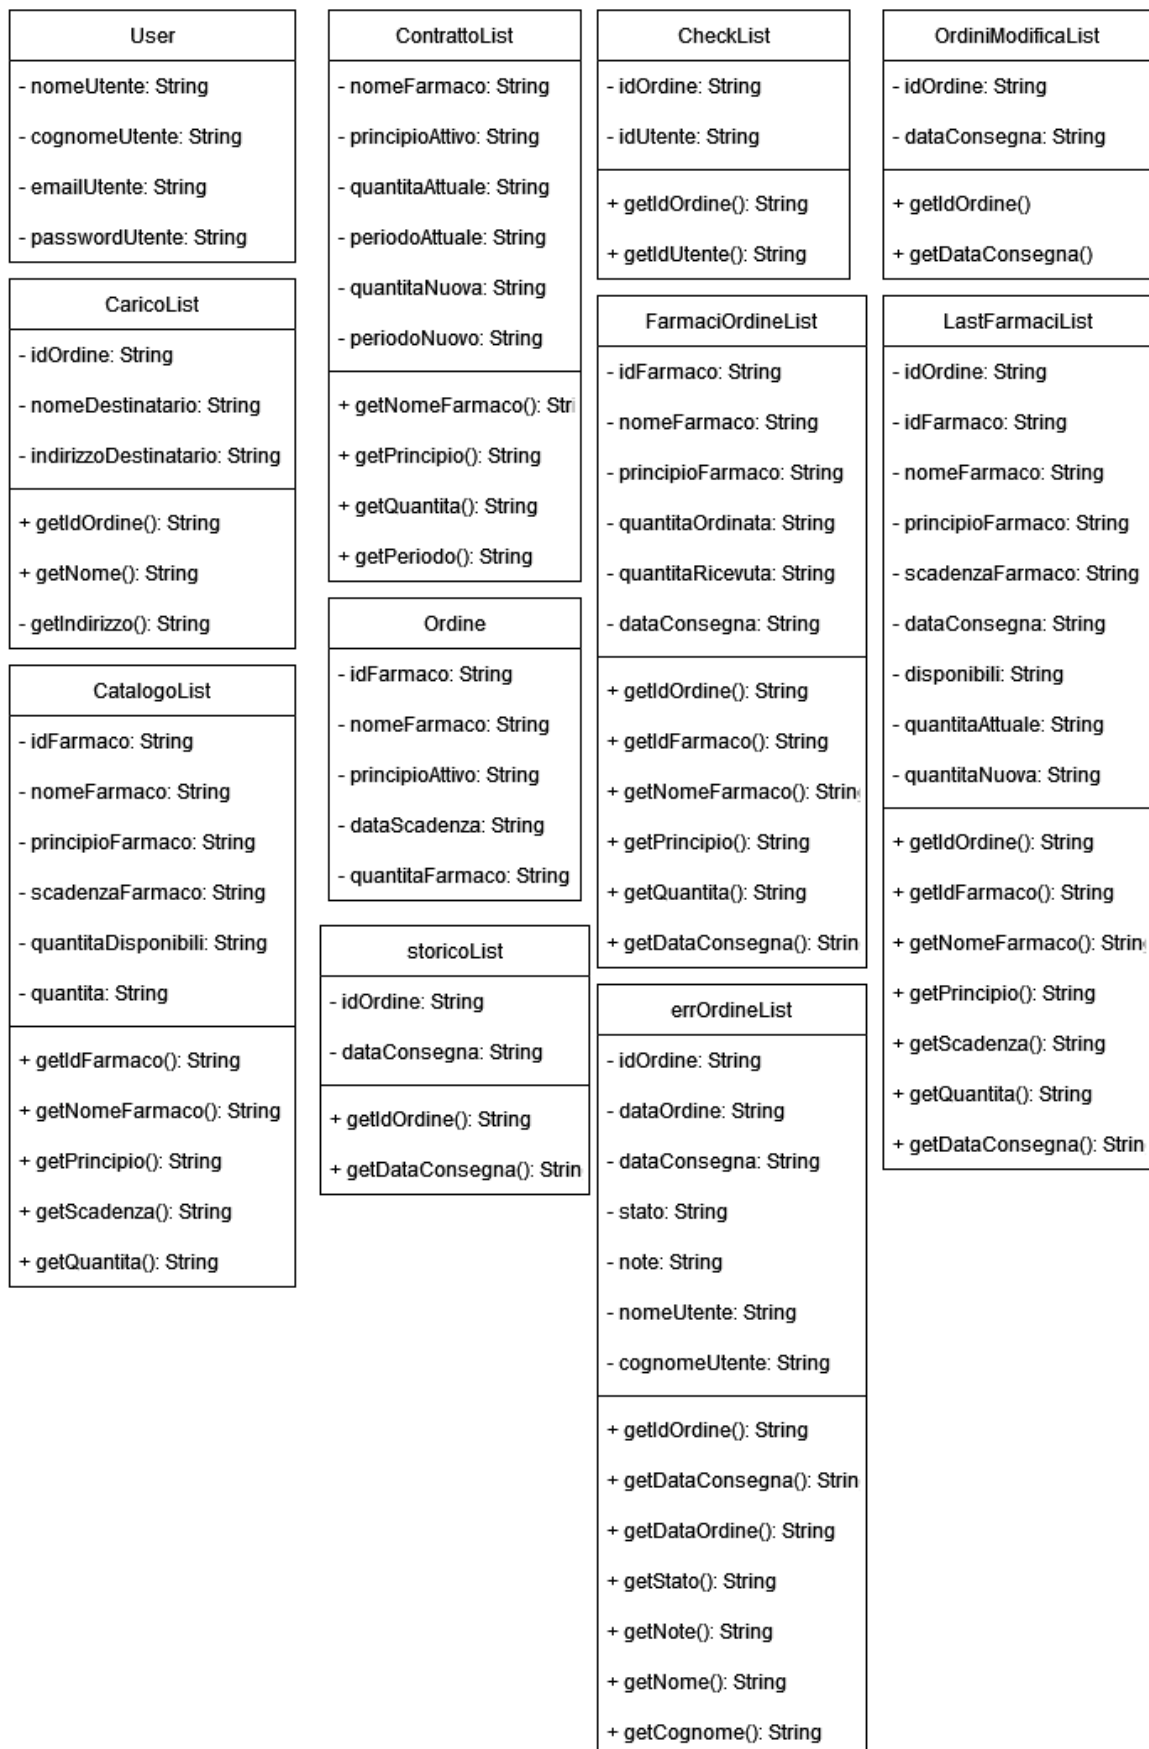 User
- nomeUtente: String
- cognomeUtente: String
- emailUtente: String
- passwordUtente: String
CaricoList
- idOrdine: String
- nomeDestinatario: String
- indirizzoDestinatario: String
+ getIdOrdine(): String
+ getNome(): String
- getIndirizzo(): String
CatalogoList
- idFarmaco: String
- nomeFarmaco: String
- principioFarmaco: String
- scadenzaFarmaco: String
- quantitaDisponibili: String
- quantita: String
+ getIdFarmaco(): String
+ getNomeFarmaco(): String
+ getPrincipio(): String
+ getScadenza(): String
+ getQuantita(): String
ContrattoList
- nomeFarmaco: String
- principioAttivo: String
- quantitaAttuale: String
- periodoAttuale: String
- quantitaNuova: String
- periodoNuovo: String
+ getNomeFarmaco(): Stri
+ getPrincipio(): String
+ getQuantita(): String
+ getPeriodo(): String
Ordine
- idFarmaco: String
- nomeFarmaco: String
- principioAttivo: String
- dataScadenza: String
- quantitaFarmaco: String
storicoList
- idOrdine: String
- dataConsegna: String
+ getIdOrdine(): String
+ getDataConsegna(): Strin
CheckList
- idOrdine: String
- idUtente: String
+ getIdOrdine(): String
+ getIdUtente(): String
FarmaciOrdineList
- idFarmaco: String
- nomeFarmaco: String
- principioFarmaco: String
- quantitaOrdinata: String
- quantitaRicevuta: String
- dataConsegna: String
+ getIdOrdine(): String
+ getIdFarmaco(): String
+ getNomeFarmaco(): Strin
+ getPrincipio(): String
+ getQuantita(): String
+ getDataConsegna(): Strin
errOrdineList
- idOrdine: String
- dataOrdine: String
- dataConsegna: String
- stato: String
- note: String
- nomeUtente: String
- cognomeUtente: String
+ getIdOrdine(): String
+ getDataConsegna(): Strin
+ getDataOrdine(): String
+ getStato(): String
+ getNote(): String
+ getNome(): String
+ getCognome(): String
OrdiniModificaList
- idOrdine: String
- dataConsegna: String
+ getIdOrdine()
+ getDataConsegna()
LastFarmaciList
- idOrdine: String
- idFarmaco: String
- nomeFarmaco: String
- principioFarmaco: String
- scadenzaFarmaco: String
- dataConsegna: String
- disponibili: String
- quantitaAttuale: String
- quantitaNuova: String
+ getIdOrdine(): String
+ getIdFarmaco(): String
+ getNomeFarmaco(): Strin
+ getPrincipio(): String
+ getScadenza(): String
+ getQuantita(): String
+ getDataConsegna(): Strin